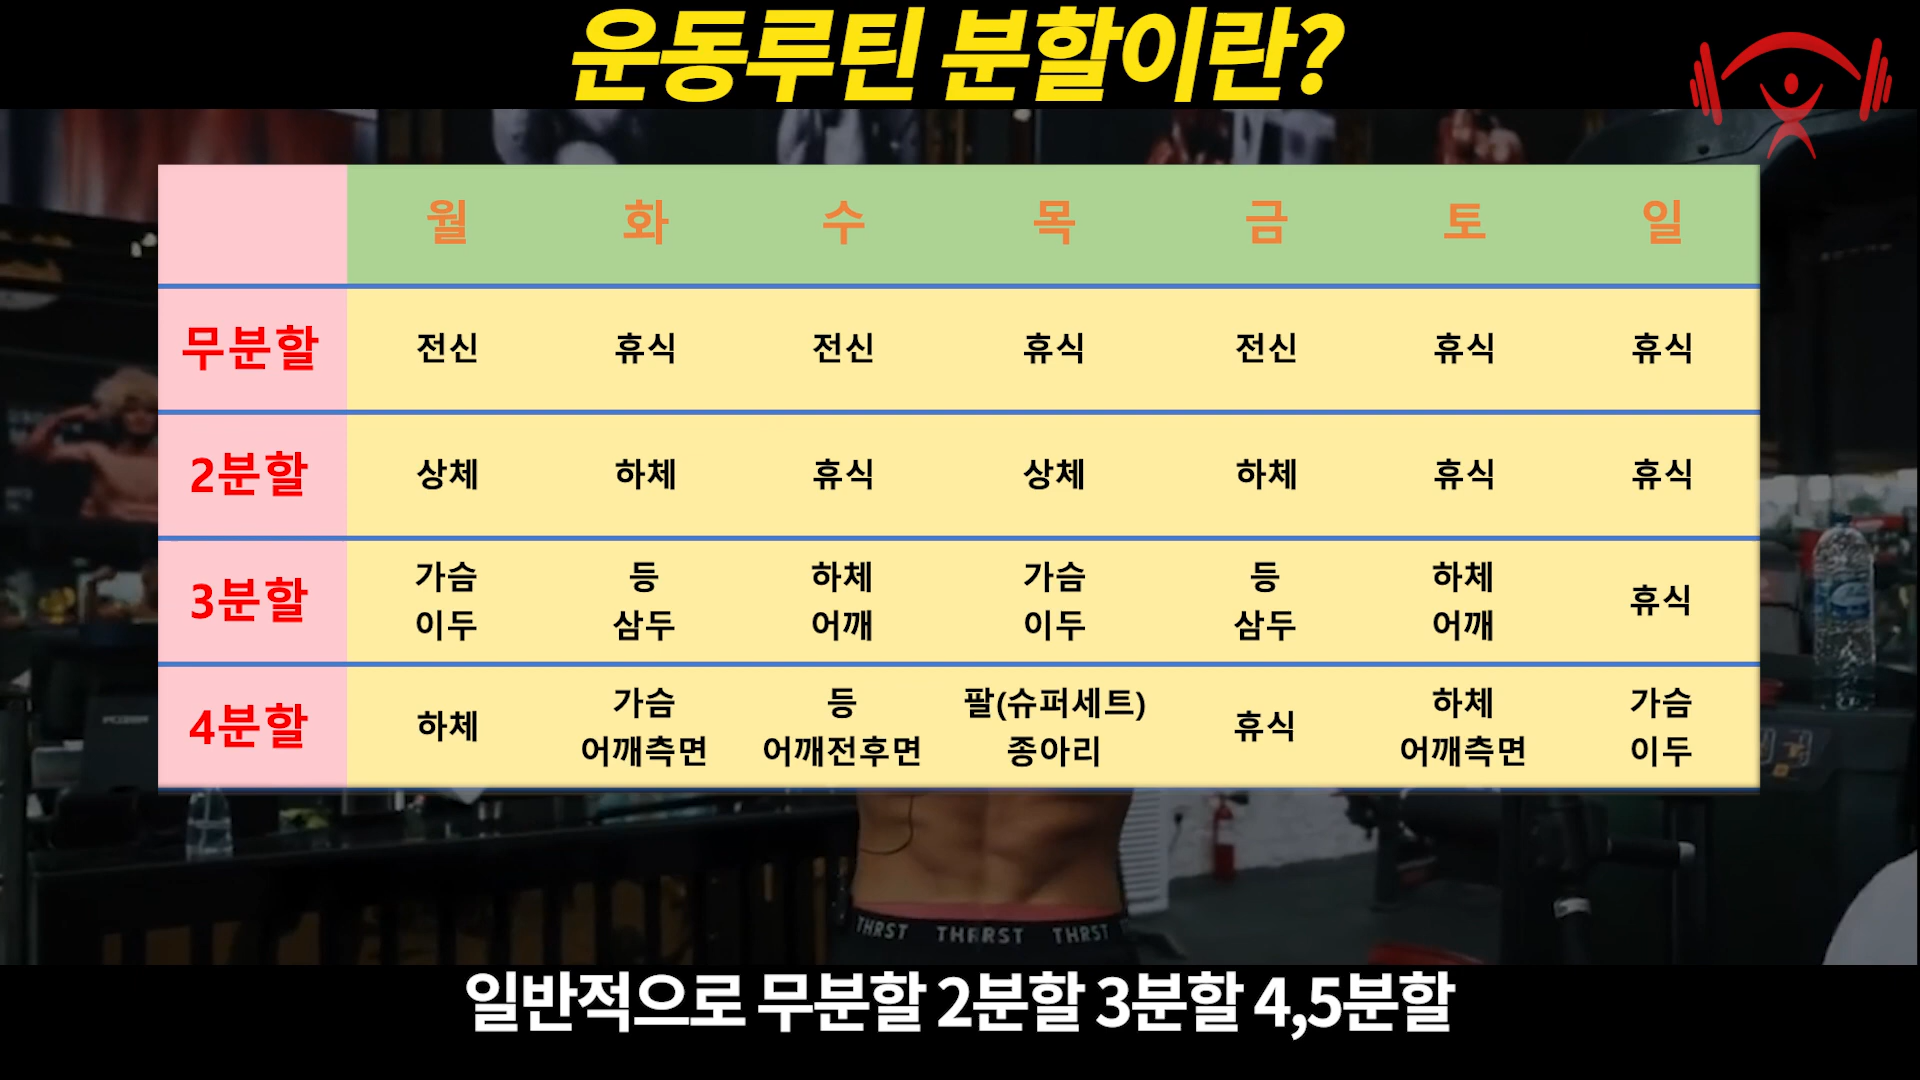 운동루틴 분할이란?
월 화 수 목 금 토 일
무분할 전신 휴식 전신 휴식 전신 휴식 휴식
2분할 상체 하체 휴식 상체 하체 휴식 휴식
3분할 가슴 등 하체 가슴 등 하체 휴식
이두 삼두 어깨 이두 삼두 어깨
4분할 하체 가슴 등 팔(슈퍼세트) 휴식 하체 가슴
어깨측면 어깨전후면 종아리 어깨측면 이두
THRST THRST THRST
일반적으로 무분할 2분할 3분할 4,5분할